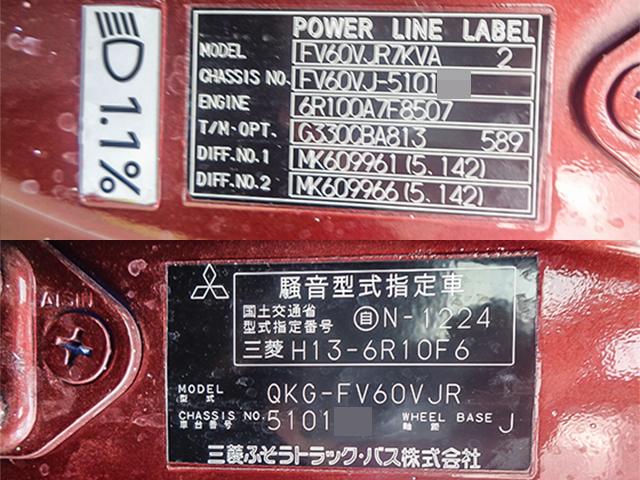 1.1%
POWER LINE LABEL
MODEL FV60VJR7KVA 2
CHASSIS NO. FV60VJ-5101
ENGINE 6R100A7F8507
T/M-OPT. G330CBA813 589
DIFF.NO.1 MK609961(5.142)
DIFF.NO.2 MK609966(5.142)
AISIN
騒音型式指定車
国土交通省
型式指定番号 自N-1224
三菱 H13-6R10F6
MODEL QKG-FV60VJR
型式
CHASSIS NO. 5101 WHEEL BASE J
車台番号 軸距
三菱ふそうトラック・バス株式会社